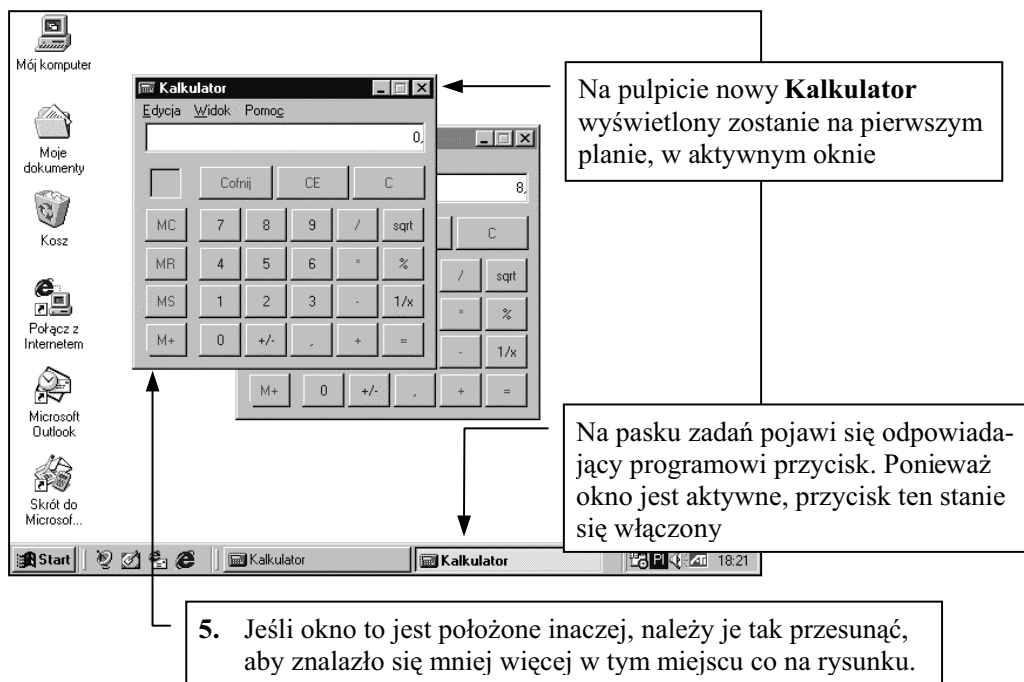 Mój komputer
Moje
dokumenty
Kosz
Połącz z
Internetem
Microsoft
Outlook
Skrót do
Microsof...
Kalkulator
Edycja Widok Pomoc
0,
Cofnij CE C
MC 7 8 9 / sqrt
MR 4 5 6 * %
MS 1 2 3 - 1/x
M+ 0 +/- , + =
8,
C
/ sqrt
* %
- 1/x
M+ 0 +/- , + =
Na pulpicie nowy Kalkulator
wyświetlony zostanie na pierwszym
planie, w aktywnym oknie
Na pasku zadań pojawi się odpowiada-
jący programowi przycisk. Ponieważ
okno jest aktywne, przycisk ten stanie
się włączony
Start Kalkulator Kalkulator Pl 18:21
5. Jeśli okno to jest położone inaczej, należy je tak przesunąć,
aby znalazło się mniej więcej w tym miejscu co na rysunku.